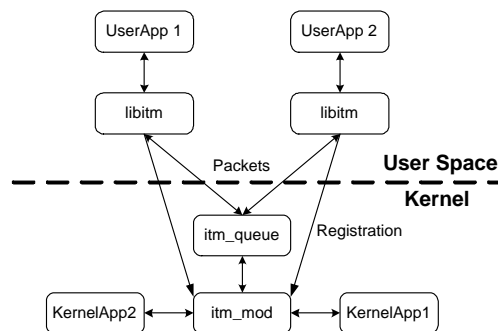 UserApp 1
UserApp 2
libitm
libitm
Packets
User Space
Kernel
itm_queue
Registration
KernelApp2
itm_mod
KernelApp1